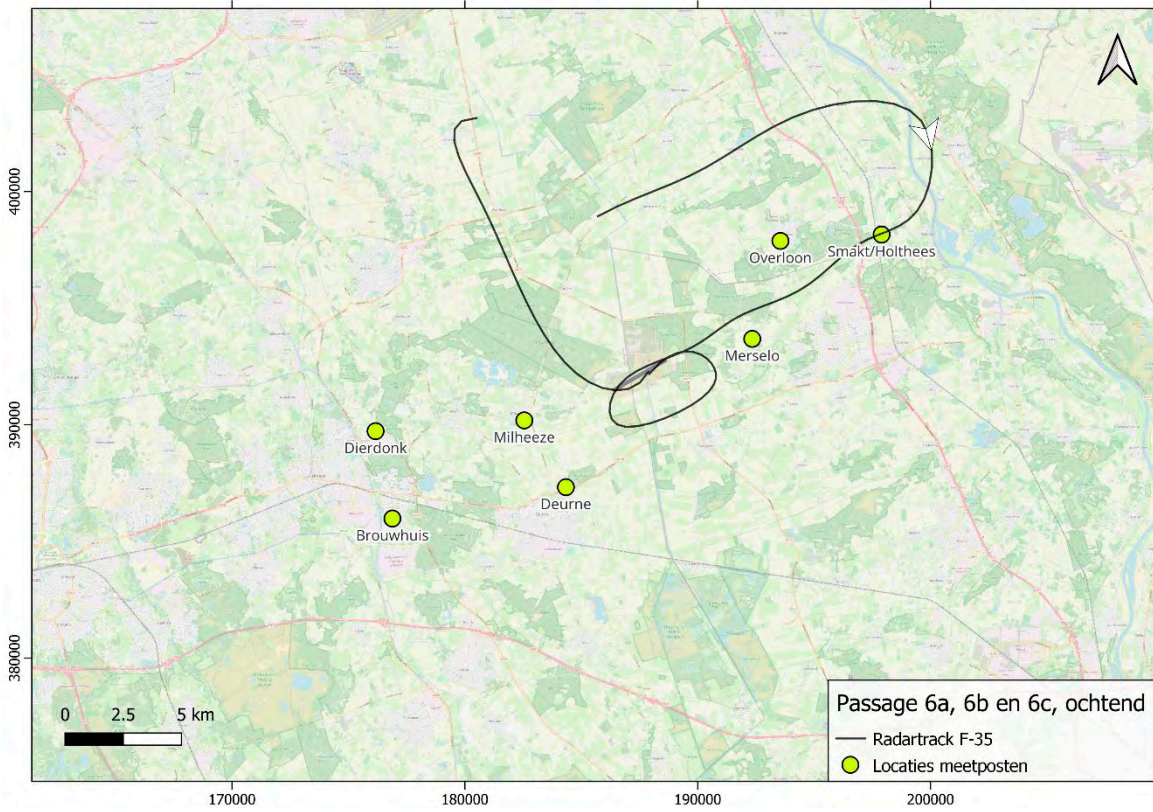 400000
390000
380000
Overloon
Smakt/Holthees
Merselo
Milheeze
Dierdonk
Deurne
Brouwhuis
0 2.5 5 km
Passage 6a, 6b en 6c, ochtend
Radartrack F-35
Locaties meetposten
170000 180000 190000 200000